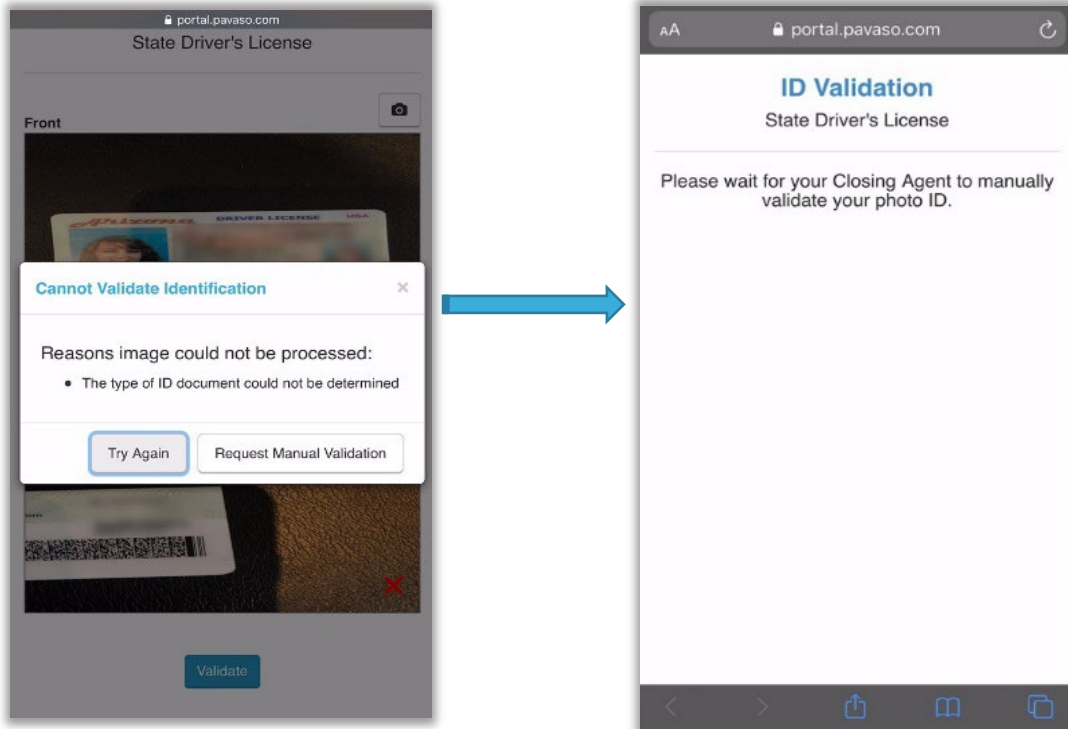 portal.pavaso.com
State Driver's License
Front
Arizona DRIVER LICENSE USA
Cannot Validate Identification ×
Reasons image could not be processed:
• The type of ID document could not be determined
Try Again Request Manual Validation
Validate
AA portal.pavaso.com
ID Validation
State Driver's License
Please wait for your Closing Agent to manually
validate your photo ID.